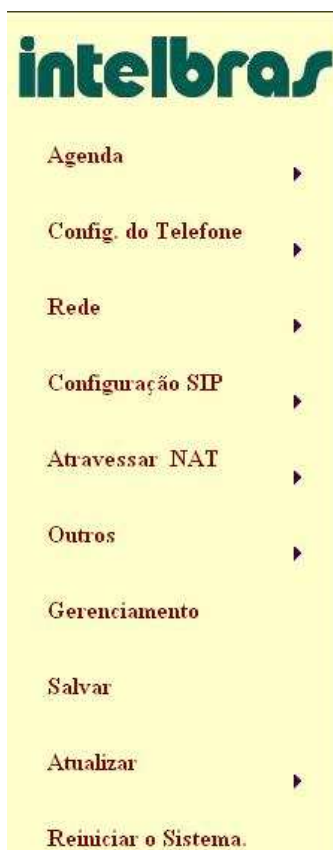 intelbras
Agenda
Config. do Telefone
Rede
Configuração SIP
Atravessar NAT
Outros
Gerenciamento
Salvar
Atualizar
Reiniciar o Sistema.